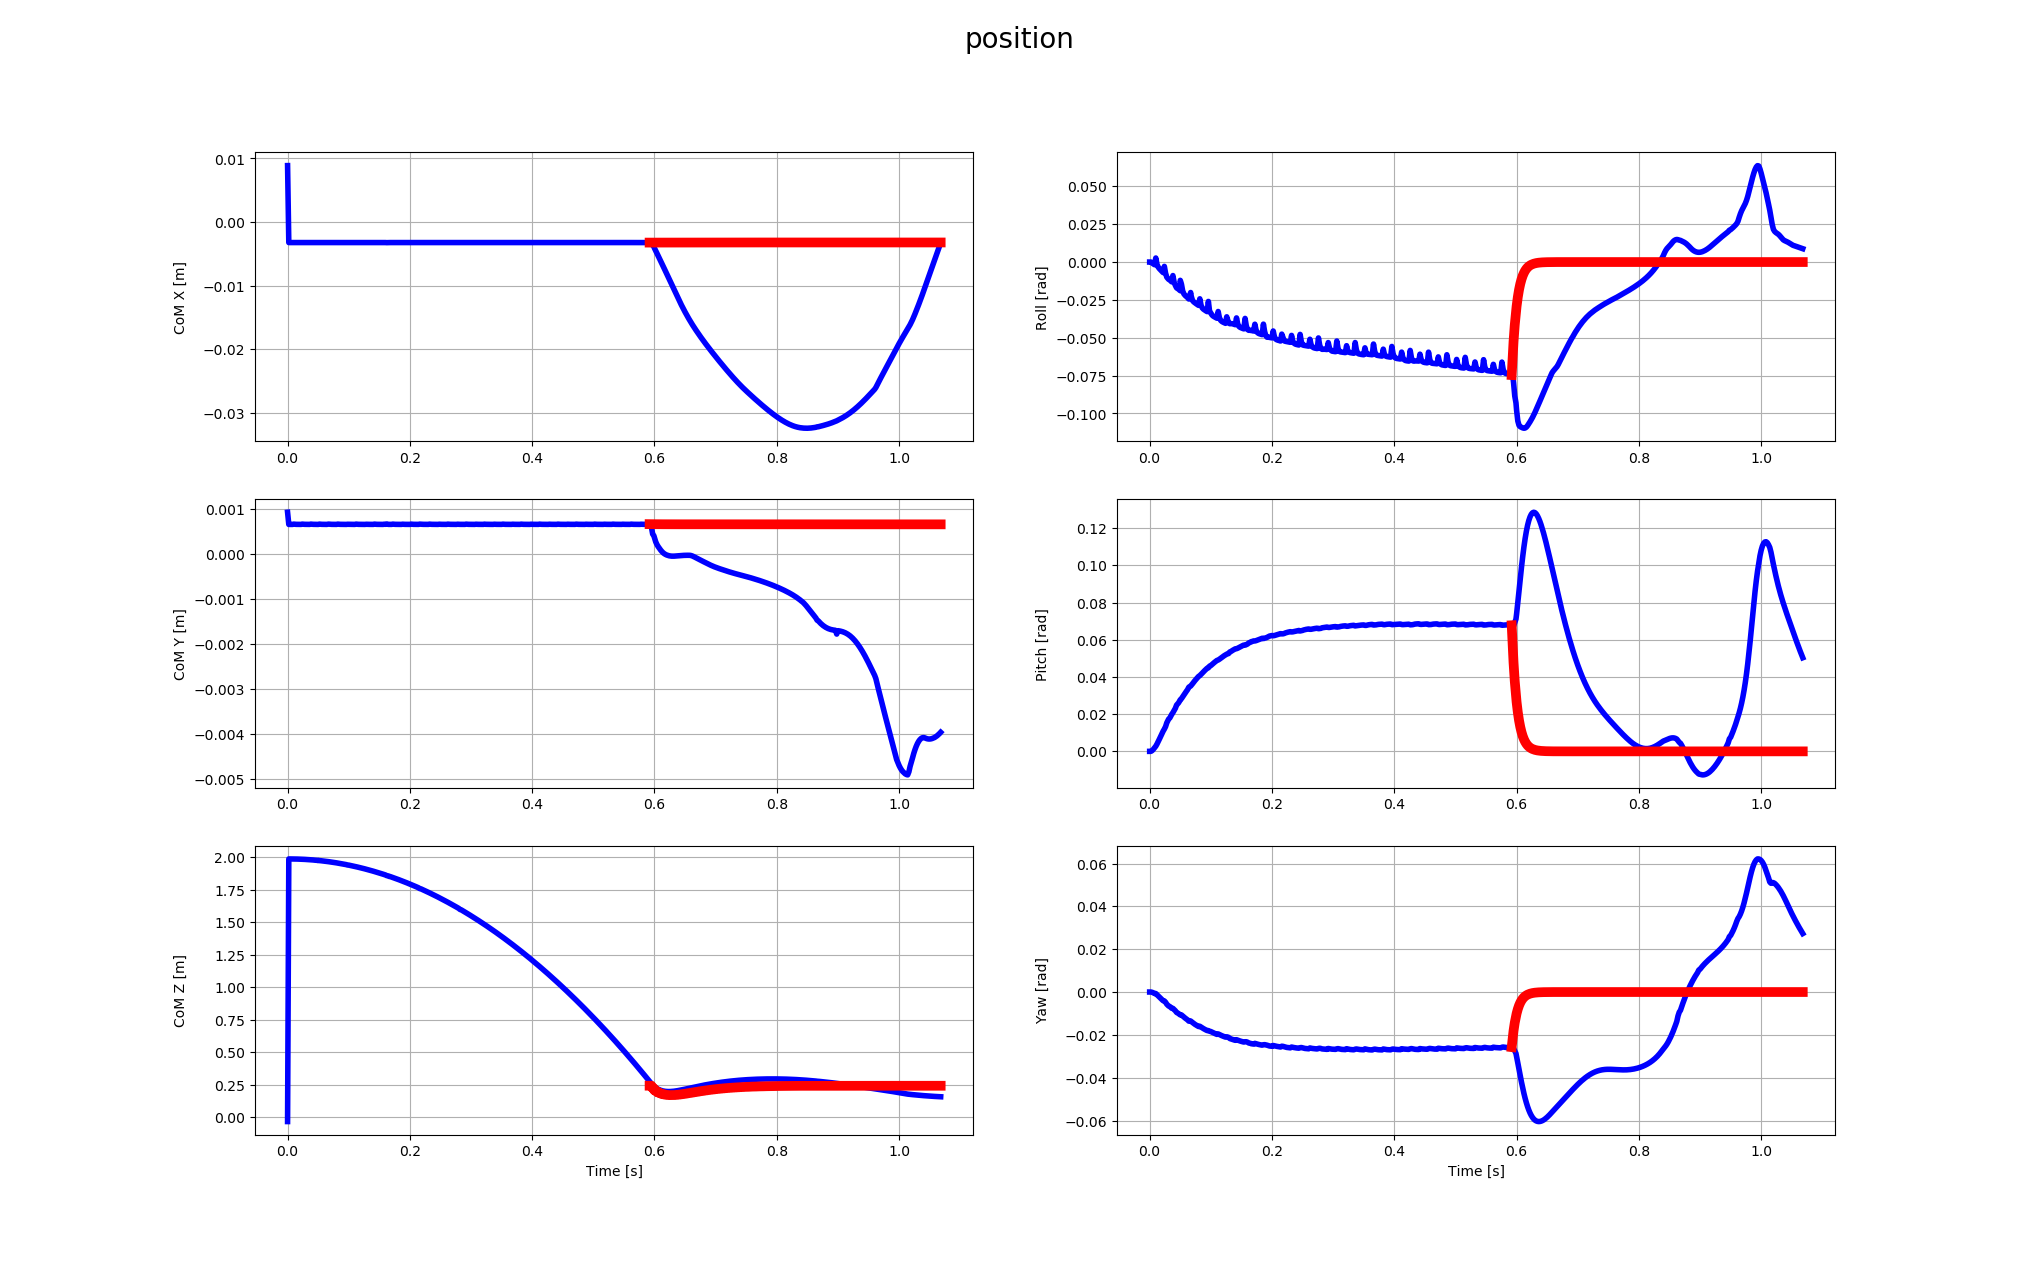 position
0.01
0.00
−0.01
−0.02
−0.03
CoM X [m]
0.0 0.2 0.4 0.6 0.8 1.0
0.050
0.025
0.000
−0.025
−0.050
−0.075
−0.100
Roll [rad]
0.0 0.2 0.4 0.6 0.8 1.0
0.001
0.000
−0.001
−0.002
−0.003
−0.004
−0.005
CoM Y [m]
0.0 0.2 0.4 0.6 0.8 1.0
0.12
0.10
0.08
0.06
0.04
0.02
0.00
Pitch [rad]
0.0 0.2 0.4 0.6 0.8 1.0
2.00
1.75
1.50
1.25
1.00
0.75
0.50
0.25
0.00
CoM Z [m]
0.0 0.2 0.4 0.6 0.8 1.0
Time [s]
0.06
0.04
0.02
0.00
−0.02
−0.04
−0.06
Yaw [rad]
0.0 0.2 0.4 0.6 0.8 1.0
Time [s]